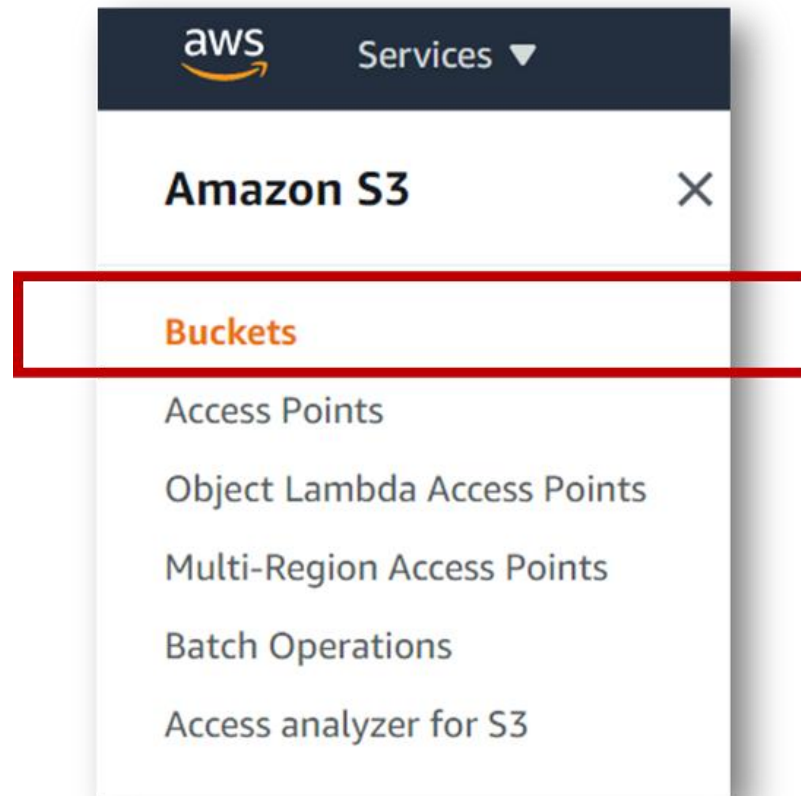 aws Services ▼
Amazon S3 ✕
Buckets
Access Points
Object Lambda Access Points
Multi-Region Access Points
Batch Operations
Access analyzer for S3